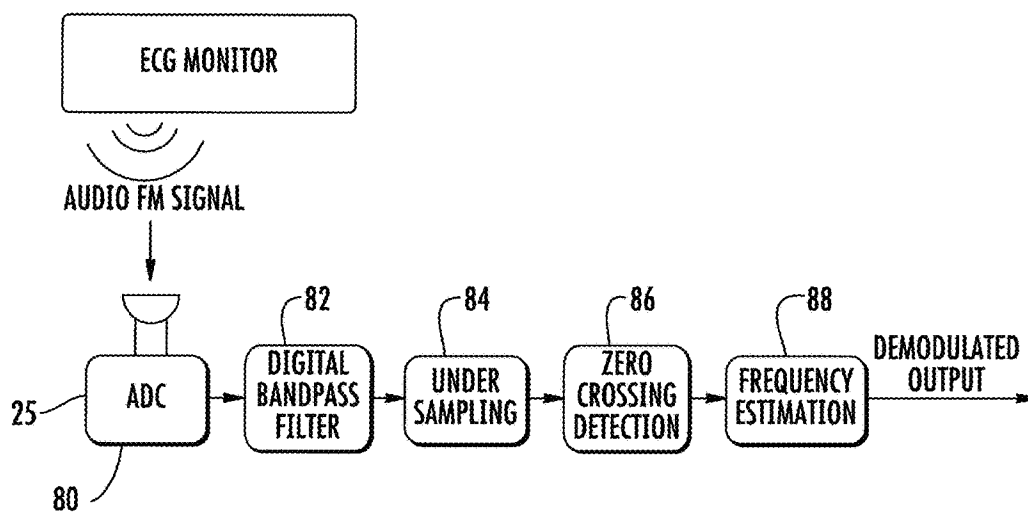 ECG MONITOR
AUDIO FM SIGNAL
82
84
86
88
DIGITAL
BANDPASS
FILTER
UNDER
SAMPLING
ZERO
CROSSING
DETECTION
FREQUENCY
ESTIMATION
DEMODULATED
OUTPUT
ADC
25
80